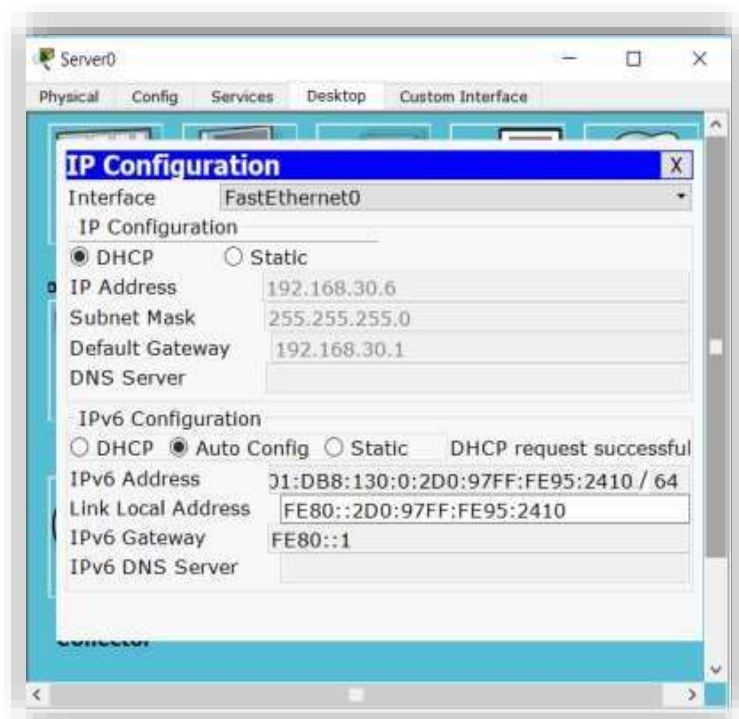 Server0
Physical Config Services Desktop Custom Interface
IP Configuration X
Interface FastEthernet0
IP Configuration
DHCP Static
IP Address 192.168.30.6
Subnet Mask 255.255.255.0
Default Gateway 192.168.30.1
DNS Server
IPv6 Configuration
DHCP Auto Config Static DHCP request successful
IPv6 Address 01:DB8:130:0:2D0:97FF:FE95:2410 / 64
Link Local Address FE80::2D0:97FF:FE95:2410
IPv6 Gateway FE80::1
IPv6 DNS Server